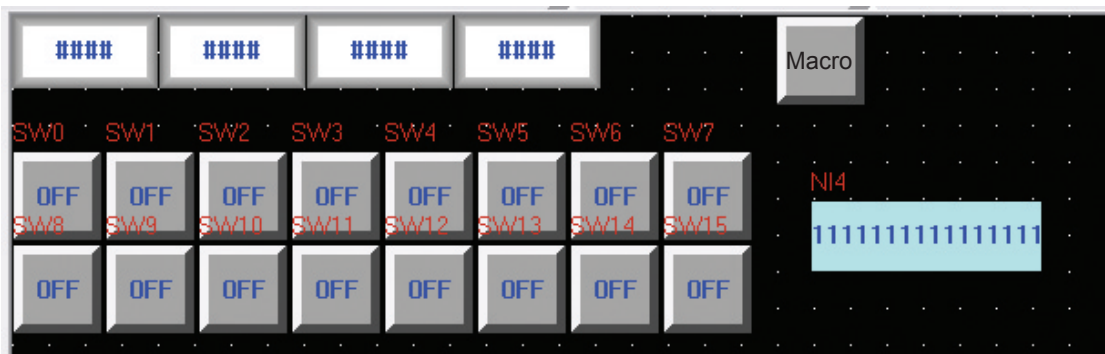 #### #### #### #### Macro
SW0 SW1 SW2 SW3 SW4 SW5 SW6 SW7
OFF OFF OFF OFF OFF OFF OFF OFF
NI4
SW8 SW9 SW10 SW11 SW12 SW13 SW14 SW15
1111111111111111
OFF OFF OFF OFF OFF OFF OFF OFF